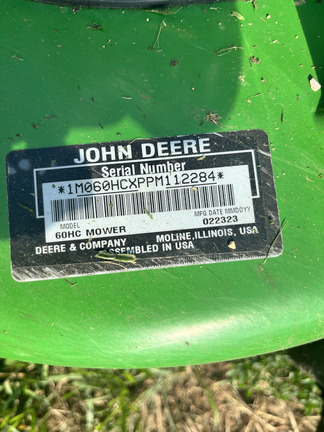 JOHN DEERE
Serial Number
*1M060HCXPPM112284*
MODEL MFG DATE MMDDYY
60HC MOWER 022323
DEERE & COMPANY MOLINE, ILLINOIS, USA
ASSEMBLED IN USA